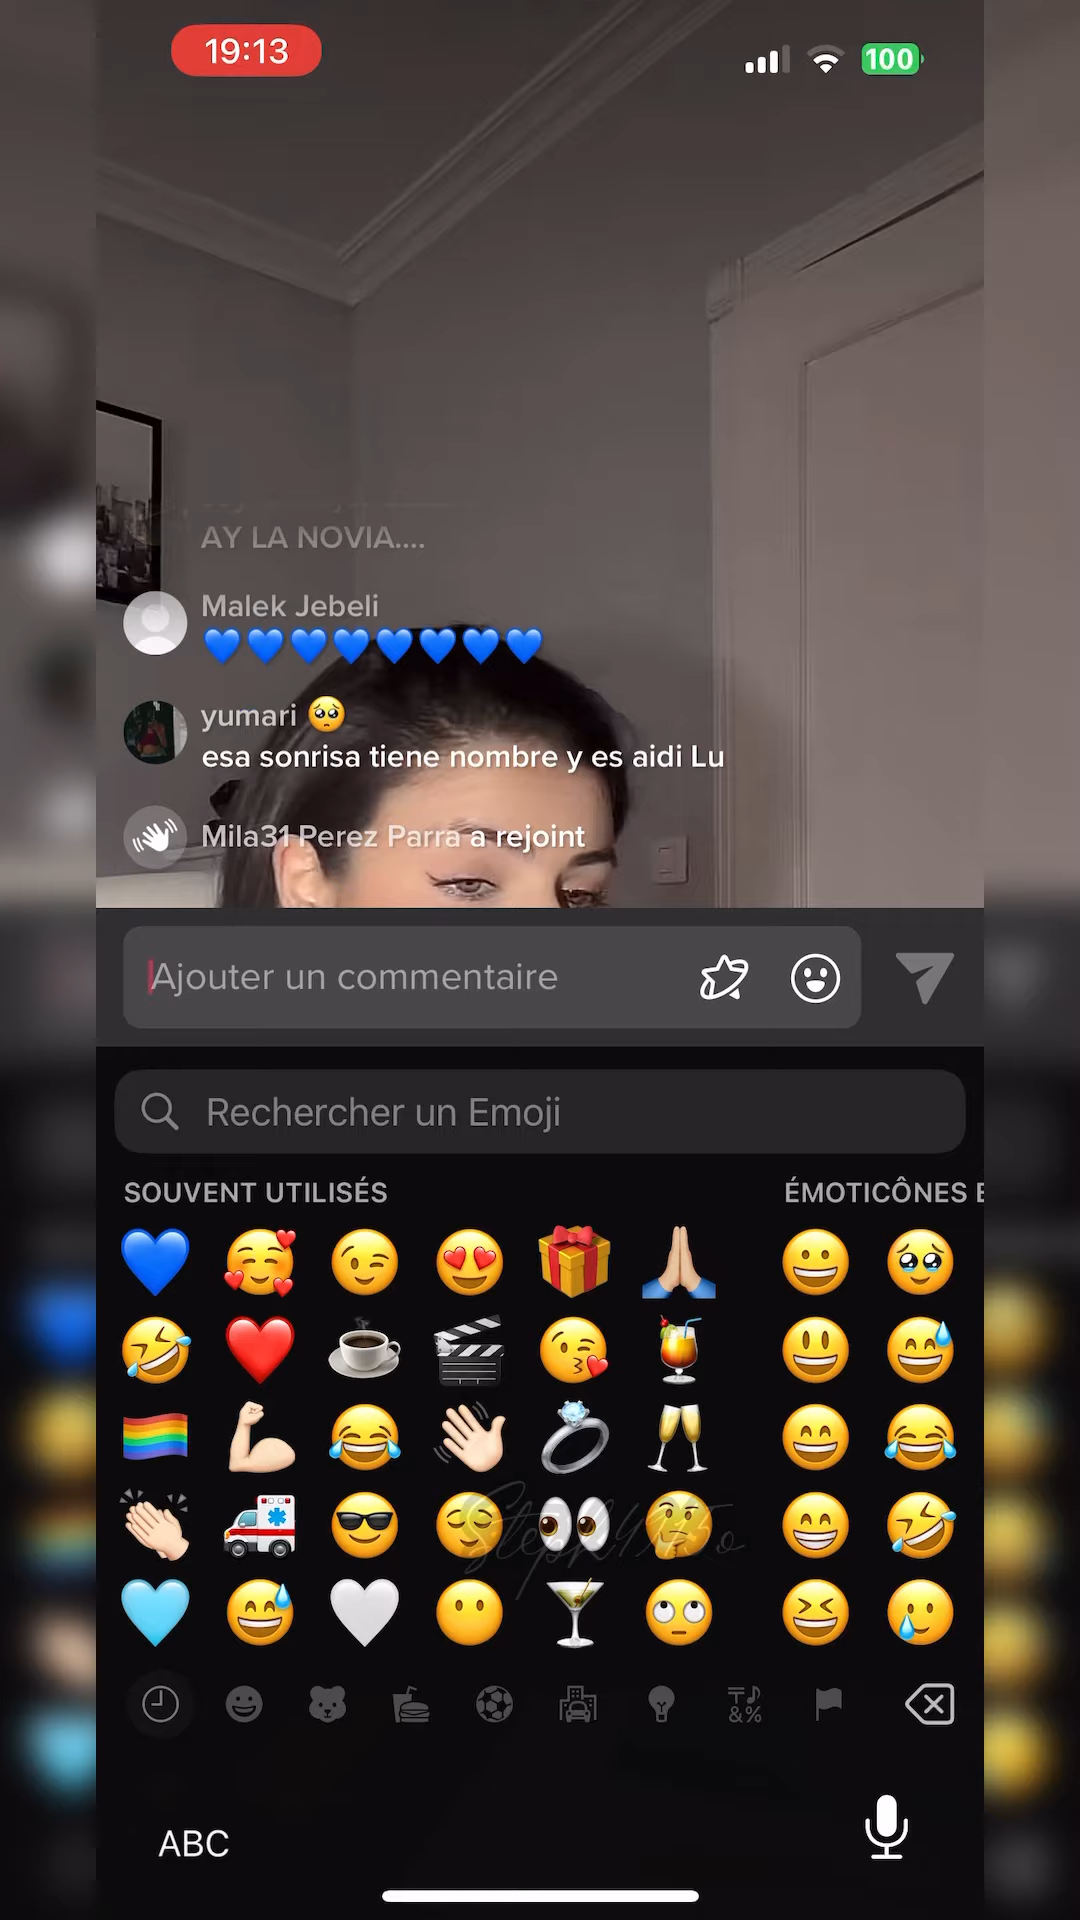 19:13
100
AY LA NOVIA....
Malek Jebeli
💙💙💙💙💙💙💙💙
yumari 🥺
esa sonrisa tiene nombre y es aidi Lu
Mila31 Perez Parra a rejoint
Ajouter un commentaire
Rechercher un Emoji
SOUVENT UTILISÉS
ÉMOTICÔNES E
ABC